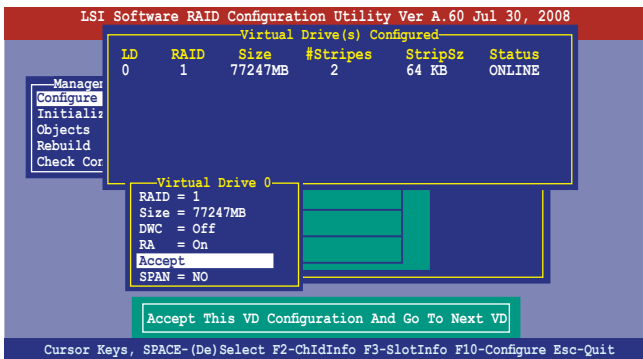 LSI Software RAID Configuration Utility Ver A.60 Jul 30, 2008
Virtual Drive(s) Configured
LD RAID Size #Stripes StripSz Status
0 1 77247MB 2 64 KB ONLINE
Manager
Configure
Initializ
Objects
Rebuild
Check Con
Virtual Drive 0
RAID = 1
Size = 77247MB
DWC = Off
RA = On
Accept
SPAN = NO
Accept This VD Configuration And Go To Next VD
Cursor Keys, SPACE-(De)Select F2-ChIdInfo F3-SlotInfo F10-Configure Esc-Quit